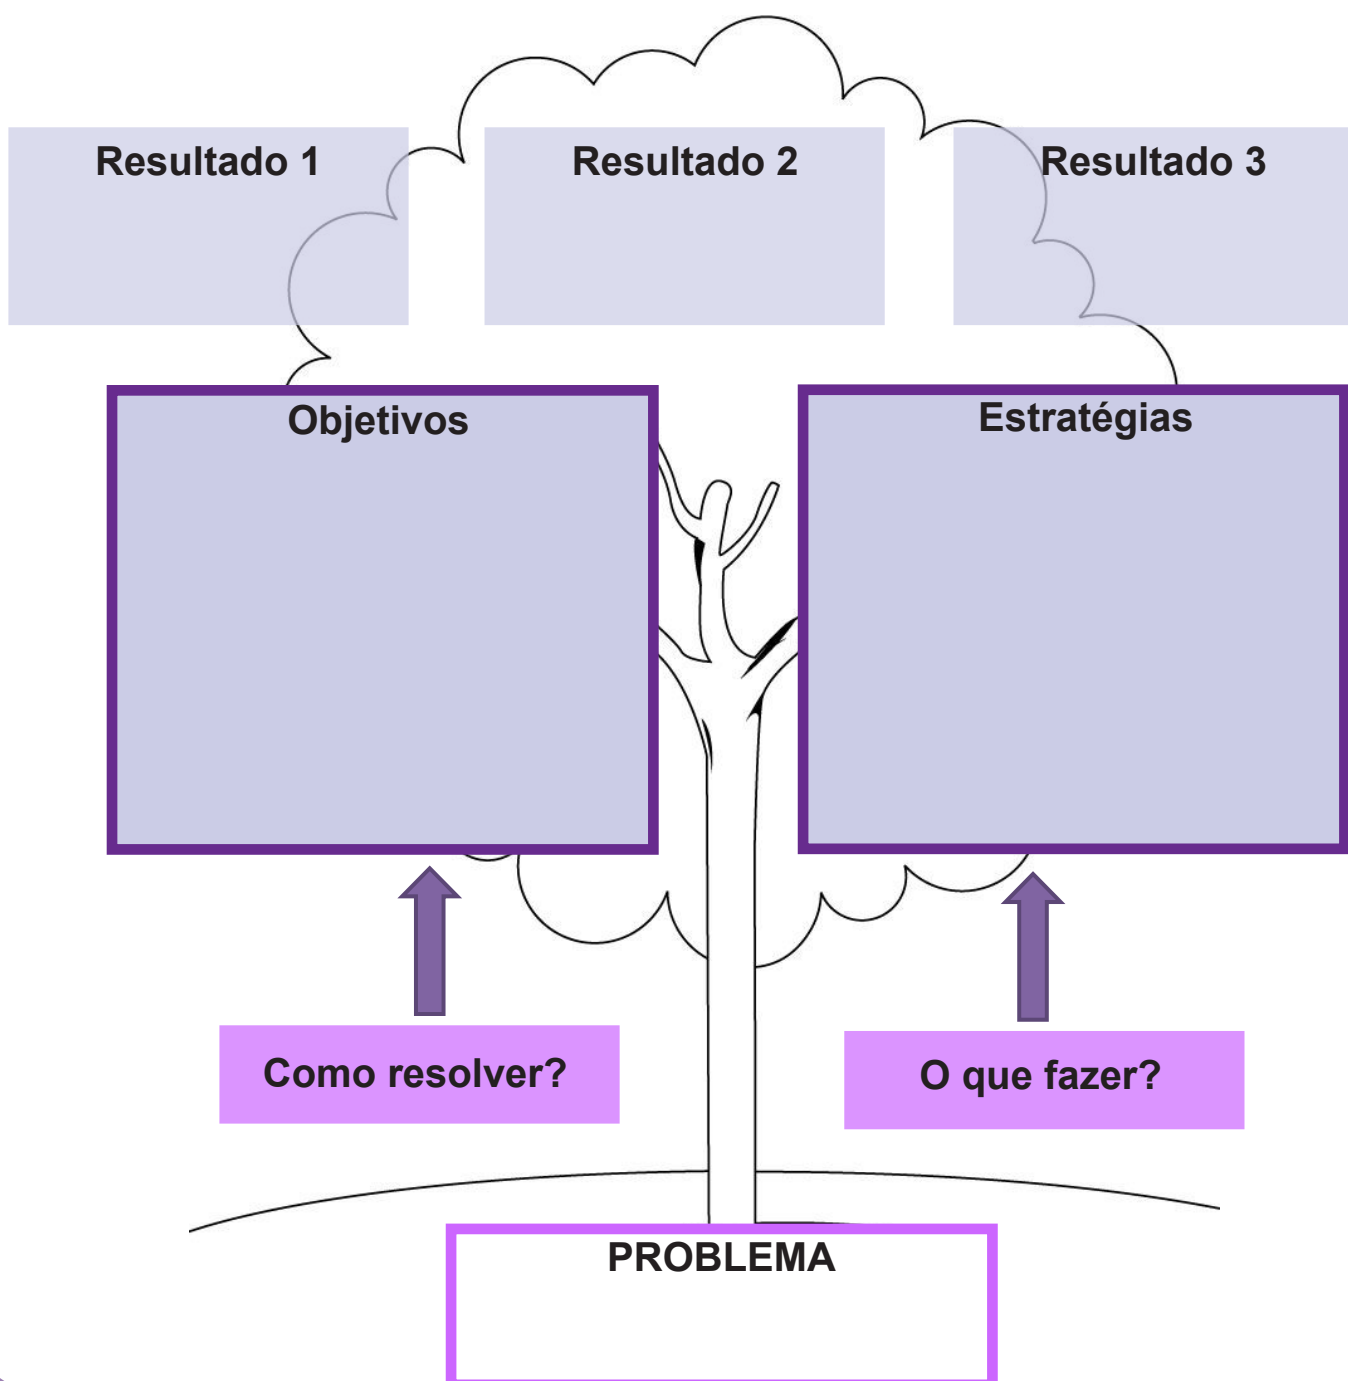 Resultado 1
Resultado 2
Resultado 3
Objetivos
Estratégias
Como resolver?
O que fazer?
PROBLEMA